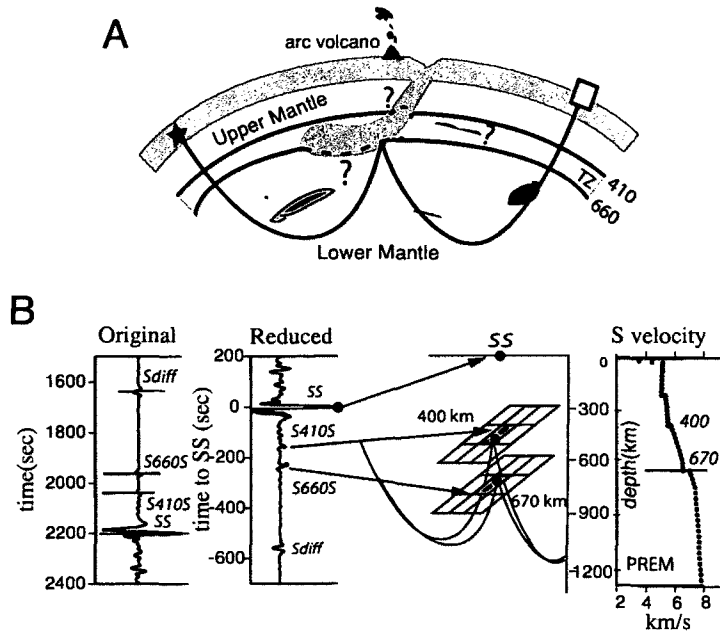 A
arc volcano
?
Upper Mantle
?
?
TZ
410
660
Lower Mantle
B
Original
Reduced
SS
S velocity
time(sec)
1600
1800
2000
2200
2400
Sdiff
S660S
S410S
SS
time to SS (sec)
200
0
-200
-400
-600
SS
S410S
S660S
Sdiff
400 km
670 km
0
300
600
900
1200
depth(km)
400
670
PREM
2 4 6 8
km/s